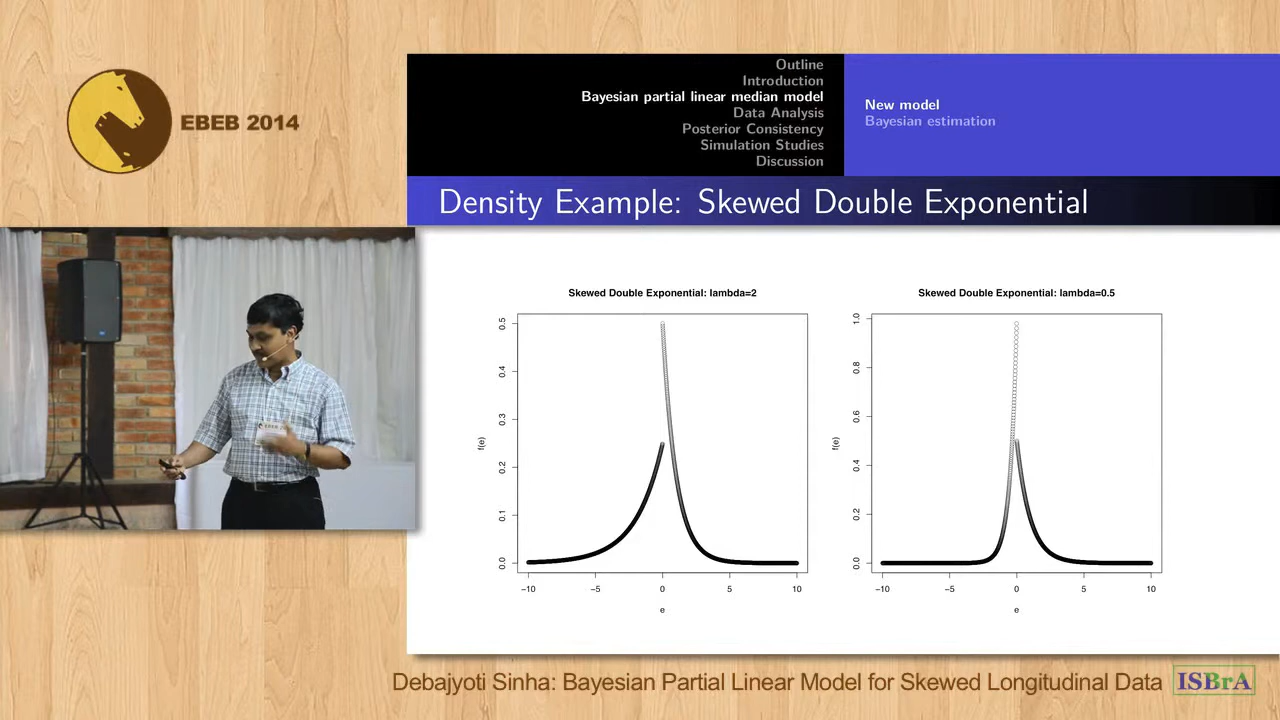 EBEB 2014
Outline
Introduction
Bayesian partial linear median model
Data Analysis
Posterior Consistency
Simulation Studies
Discussion
New model
Bayesian estimation
Density Example: Skewed Double Exponential
Skewed Double Exponential: lambda=2
f(e)
0.5
0.4
0.3
0.2
0.1
0.0
−10 −5 0 5 10
e
Skewed Double Exponential: lambda=0.5
f(e)
1.0
0.8
0.6
0.4
0.2
0.0
−10 −5 0 5 10
e
EBEB 2014
Debajyoti Sinha: Bayesian Partial Linear Model for Skewed Longitudinal Data
ISBrA